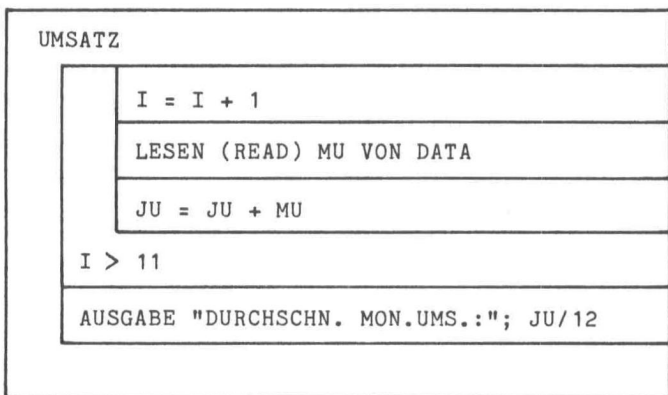 UMSATZ
I = I + 1
LESEN (READ) MU VON DATA
JU = JU + MU
I > 11
AUSGABE "DURCHSCHN. MON.UMS.:"; JU/12